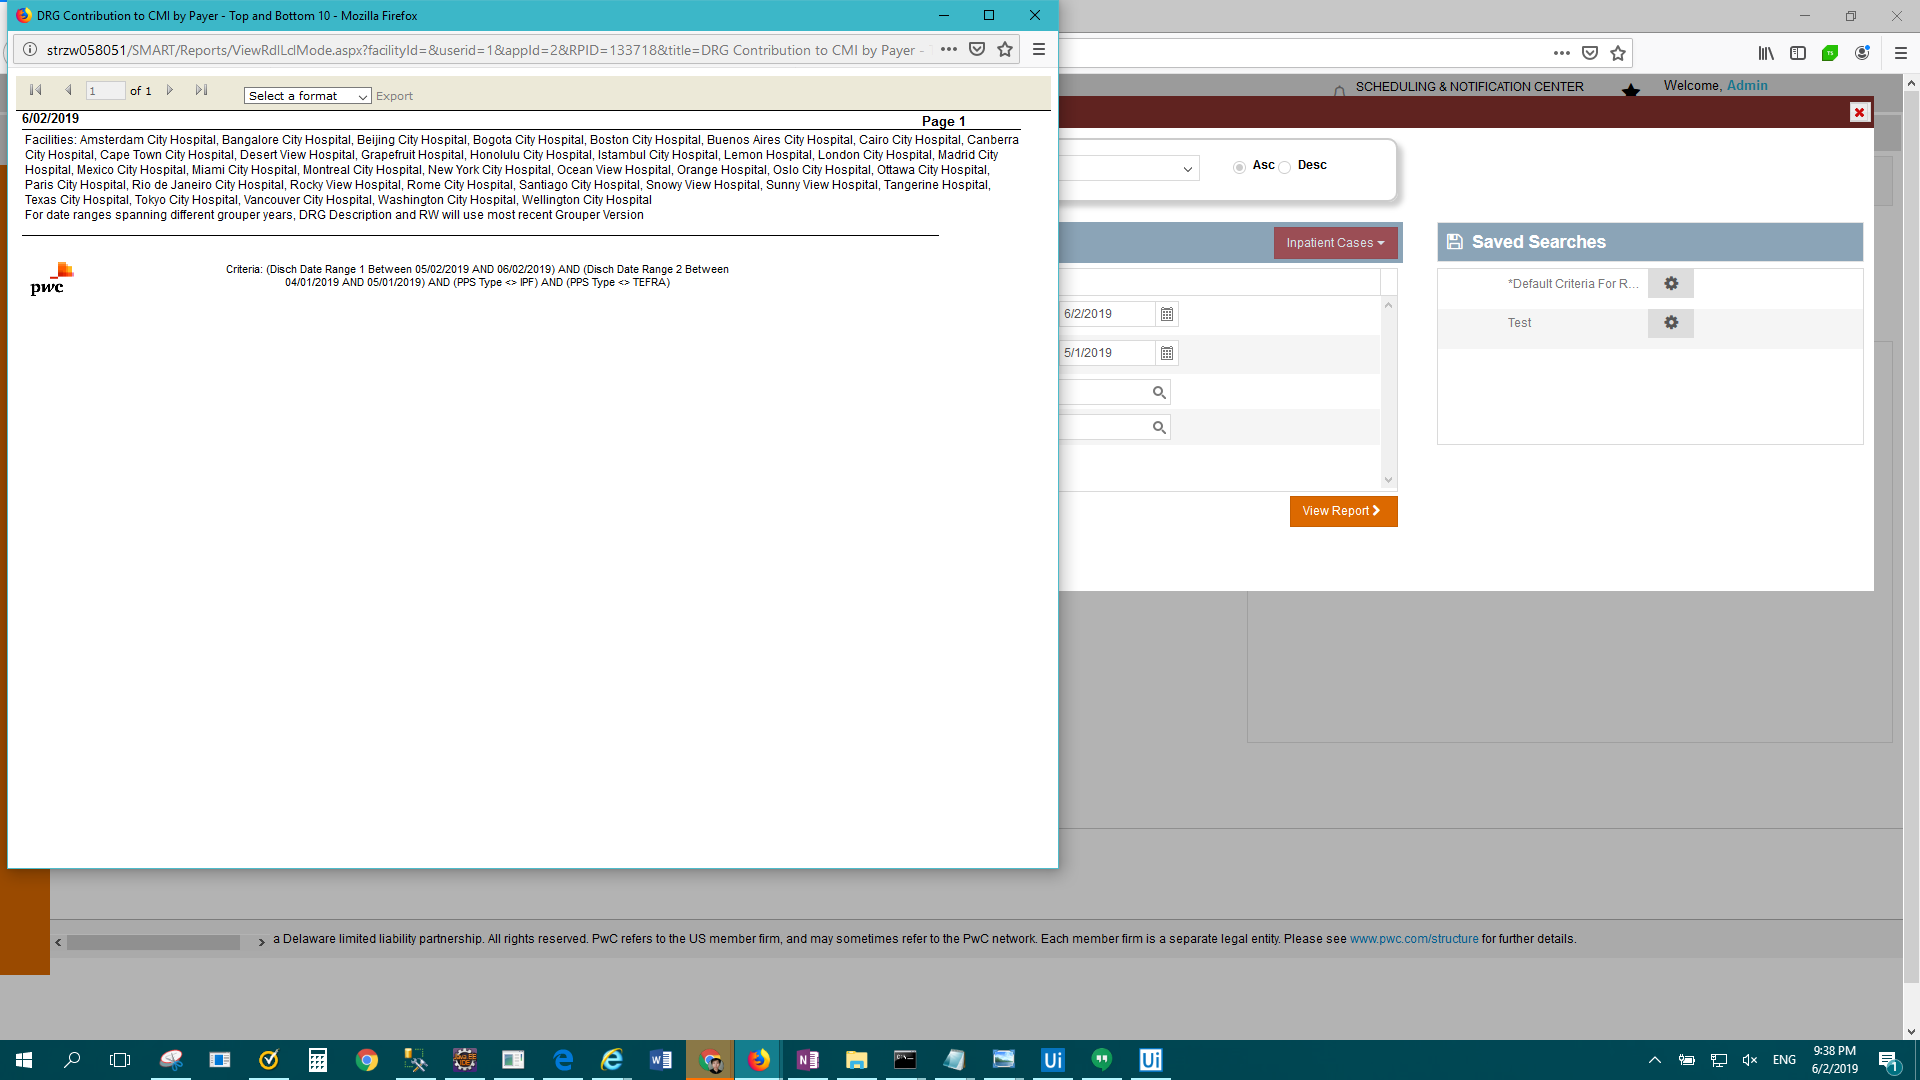 DRG Contribution to CMI by Payer - Top and Bottom 10 - Mozilla Firefox
strzw058051/SMART/Reports/ViewRdlLclMode.aspx?facilityId=&userid=1&appId=2&RPID=133718&title=DRG Contribution to CMI by Payer -
1 of 1 Select a format Export
6/02/2019 Page 1
Facilities: Amsterdam City Hospital, Bangalore City Hospital, Beijing City Hospital, Bogota City Hospital, Boston City Hospital, Buenos Aires City Hospital, Cairo City Hospital, Canberra
City Hospital, Cape Town City Hospital, Desert View Hospital, Grapefruit Hospital, Honolulu City Hospital, Istambul City Hospital, Lemon Hospital, London City Hospital, Madrid City
Hospital, Mexico City Hospital, Miami City Hospital, Montreal City Hospital, New York City Hospital, Ocean View Hospital, Orange Hospital, Oslo City Hospital, Ottawa City Hospital,
Paris City Hospital, Rio de Janeiro City Hospital, Rocky View Hospital, Rome City Hospital, Santiago City Hospital, Snowy View Hospital, Sunny View Hospital, Tangerine Hospital,
Texas City Hospital, Tokyo City Hospital, Vancouver City Hospital, Washington City Hospital, Wellington City Hospital
For date ranges spanning different grouper years, DRG Description and RW will use most recent Grouper Version
pwc
Criteria: (Disch Date Range 1 Between 05/02/2019 AND 06/02/2019) AND (Disch Date Range 2 Between
04/01/2019 AND 05/01/2019) AND (PPS Type <> IPF) AND (PPS Type <> TEFRA)
SCHEDULING & NOTIFICATION CENTER
Welcome, Admin
Asc Desc
Inpatient Cases
6/2/2019
5/1/2019
View Report
Saved Searches
*Default Criteria For R...
Test
a Delaware limited liability partnership. All rights reserved. PwC refers to the US member firm, and may sometimes refer to the PwC network. Each member firm is a separate legal entity. Please see www.pwc.com/structure for further details.
ENG
9:38 PM
6/2/2019
1